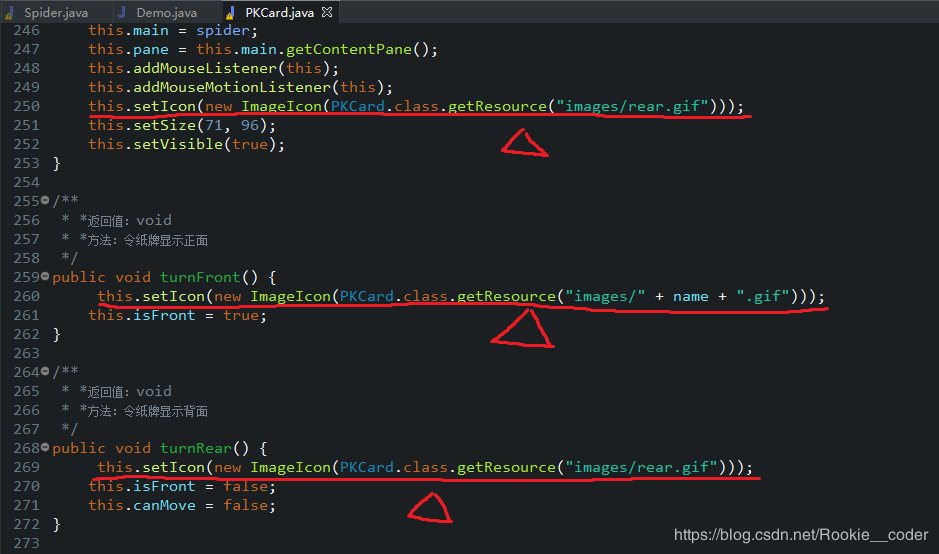 Spider.java Demo.java PKCard.java
246 this.main = spider;
247 this.pane = this.main.getContentPane();
248 this.addMouseListener(this);
249 this.addMouseMotionListener(this);
250 this.setIcon(new ImageIcon(PKCard.class.getResource("images/rear.gif")));
251 this.setSize(71, 96);
252 this.setVisible(true);
253 }
254
255 /**
256 * *返回值：void
257 * *方法：令纸牌显示正面
258 */
259 public void turnFront() {
260 this.setIcon(new ImageIcon(PKCard.class.getResource("images/" + name + ".gif")));
261 this.isFront = true;
262 }
263
264 /**
265 * *返回值：void
266 * *方法：令纸牌显示背面
267 */
268 public void turnRear() {
269 this.setIcon(new ImageIcon(PKCard.class.getResource("images/rear.gif")));
270 this.isFront = false;
271 this.canMove = false;
272 }
273
https://blog.csdn.net/Rookie__coder